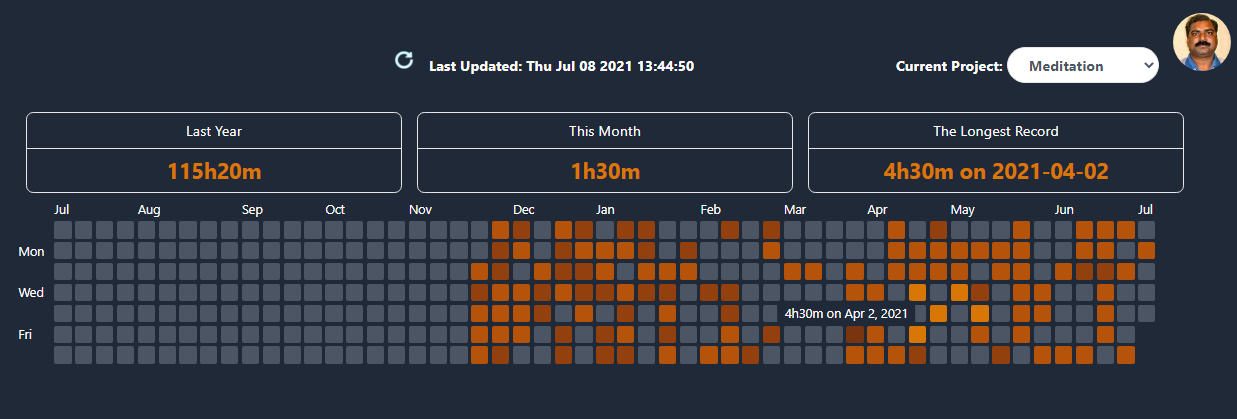 Last Updated: Thu Jul 08 2021 13:44:50
Current Project: Meditation
Last Year
115h20m
This Month
1h30m
The Longest Record
4h30m on 2021-04-02
Jul Aug Sep Oct Nov Dec Jan Feb Mar Apr May Jun Jul
Mon
Wed
4h30m on Apr 2, 2021
Fri